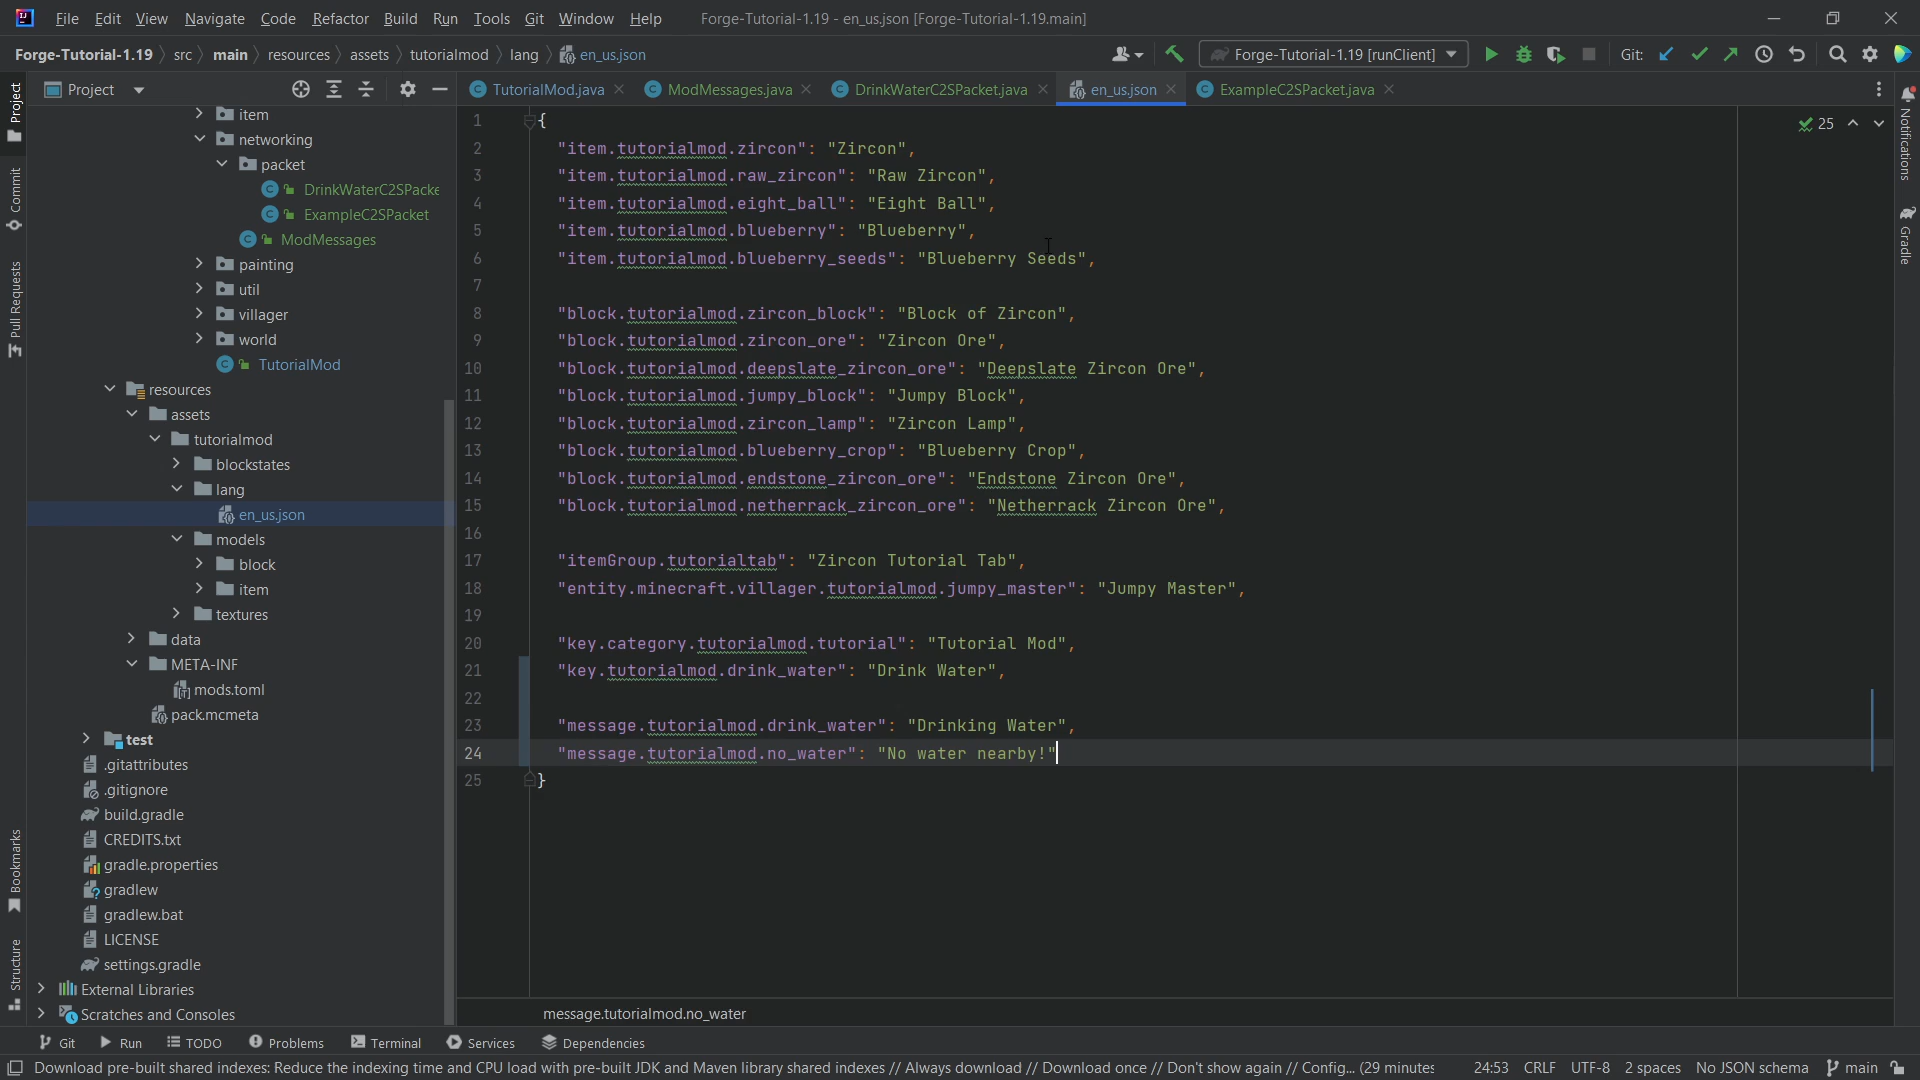 File Edit View Navigate Code Refactor Build Run Tools Git Window Help Forge-Tutorial-1.19 - en_us.json [Forge-Tutorial-1.19.main]
Forge-Tutorial-1.19 src main resources assets tutorialmod lang en_us.json Forge-Tutorial-1.19 [runClient] Git:
Project TutorialMod.java ModMessages.java DrinkWaterC2SPacket.java en_us.json ExampleC2SPacket.java
Project
Commit
Pull Requests
Bookmarks
Structure
item
networking
packet
DrinkWaterC2SPacke
ExampleC2SPacket
ModMessages
painting
util
villager
world
TutorialMod
resources
assets
tutorialmod
blockstates
lang
en_us.json
models
block
item
textures
data
META-INF
mods.toml
pack.mcmeta
test
.gitattributes
.gitignore
build.gradle
CREDITS.txt
gradle.properties
gradlew
gradlew.bat
LICENSE
settings.gradle
External Libraries
Scratches and Consoles
1 {
2 "item.tutorialmod.zircon": "Zircon",
3 "item.tutorialmod.raw_zircon": "Raw Zircon",
4 "item.tutorialmod.eight_ball": "Eight Ball",
5 "item.tutorialmod.blueberry": "Blueberry",
6 "item.tutorialmod.blueberry_seeds": "Blueberry Seeds",
7
8 "block.tutorialmod.zircon_block": "Block of Zircon",
9 "block.tutorialmod.zircon_ore": "Zircon Ore",
10 "block.tutorialmod.deepslate_zircon_ore": "Deepslate Zircon Ore",
11 "block.tutorialmod.jumpy_block": "Jumpy Block",
12 "block.tutorialmod.zircon_lamp": "Zircon Lamp",
13 "block.tutorialmod.blueberry_crop": "Blueberry Crop",
14 "block.tutorialmod.endstone_zircon_ore": "Endstone Zircon Ore",
15 "block.tutorialmod.netherrack_zircon_ore": "Netherrack Zircon Ore",
16
17 "itemGroup.tutorialtab": "Zircon Tutorial Tab",
18 "entity.minecraft.villager.tutorialmod.jumpy_master": "Jumpy Master",
19
20 "key.category.tutorialmod.tutorial": "Tutorial Mod",
21 "key.tutorialmod.drink_water": "Drink Water",
22
23 "message.tutorialmod.drink_water": "Drinking Water",
24 "message.tutorialmod.no_water": "No water nearby!"
25 }
25
Notifications
Gradle
message.tutorialmod.no_water
Git Run TODO Problems Terminal Services Dependencies
Download pre-built shared indexes: Reduce the indexing time and CPU load with pre-built JDK and Maven library shared indexes // Always download // Download once // Don't show again // Config... (29 minutes 24:53 CRLF UTF-8 2 spaces No JSON schema main